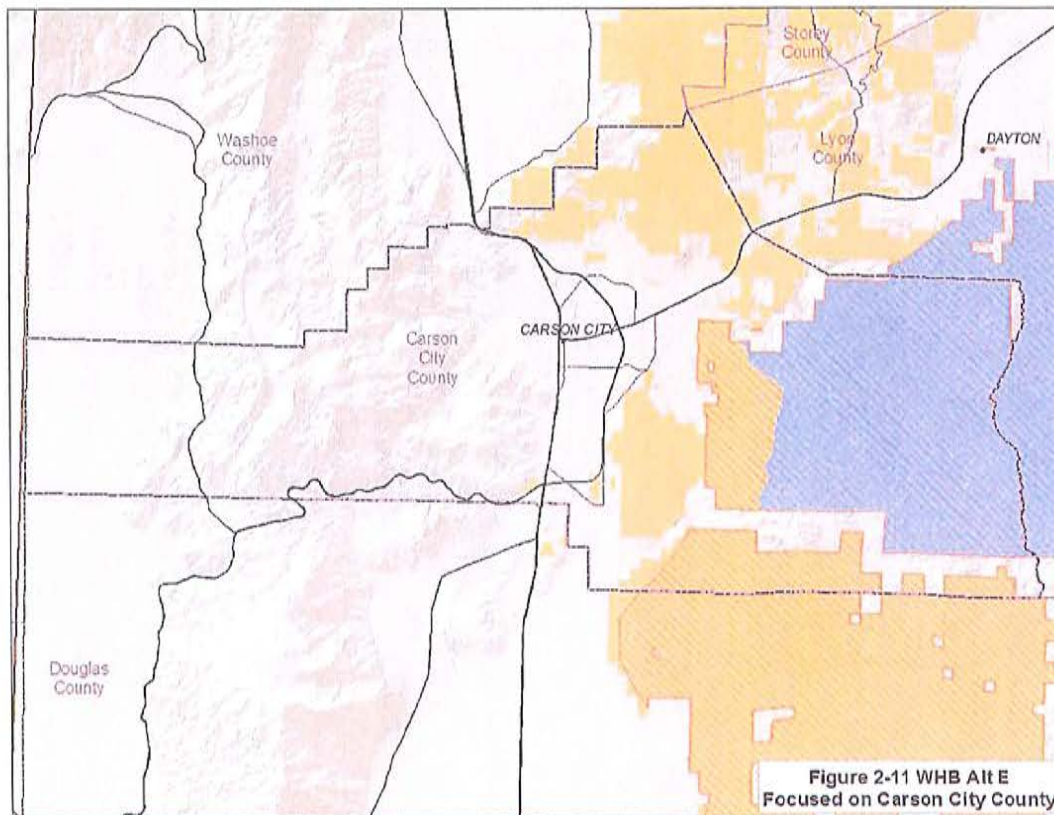 Storey
County
Washoe
County
Lyon
County
DAYTON
CARSON CITY
Carson
City
County
Douglas
County
Figure 2-11 WHB Alt E
Focused on Carson City County